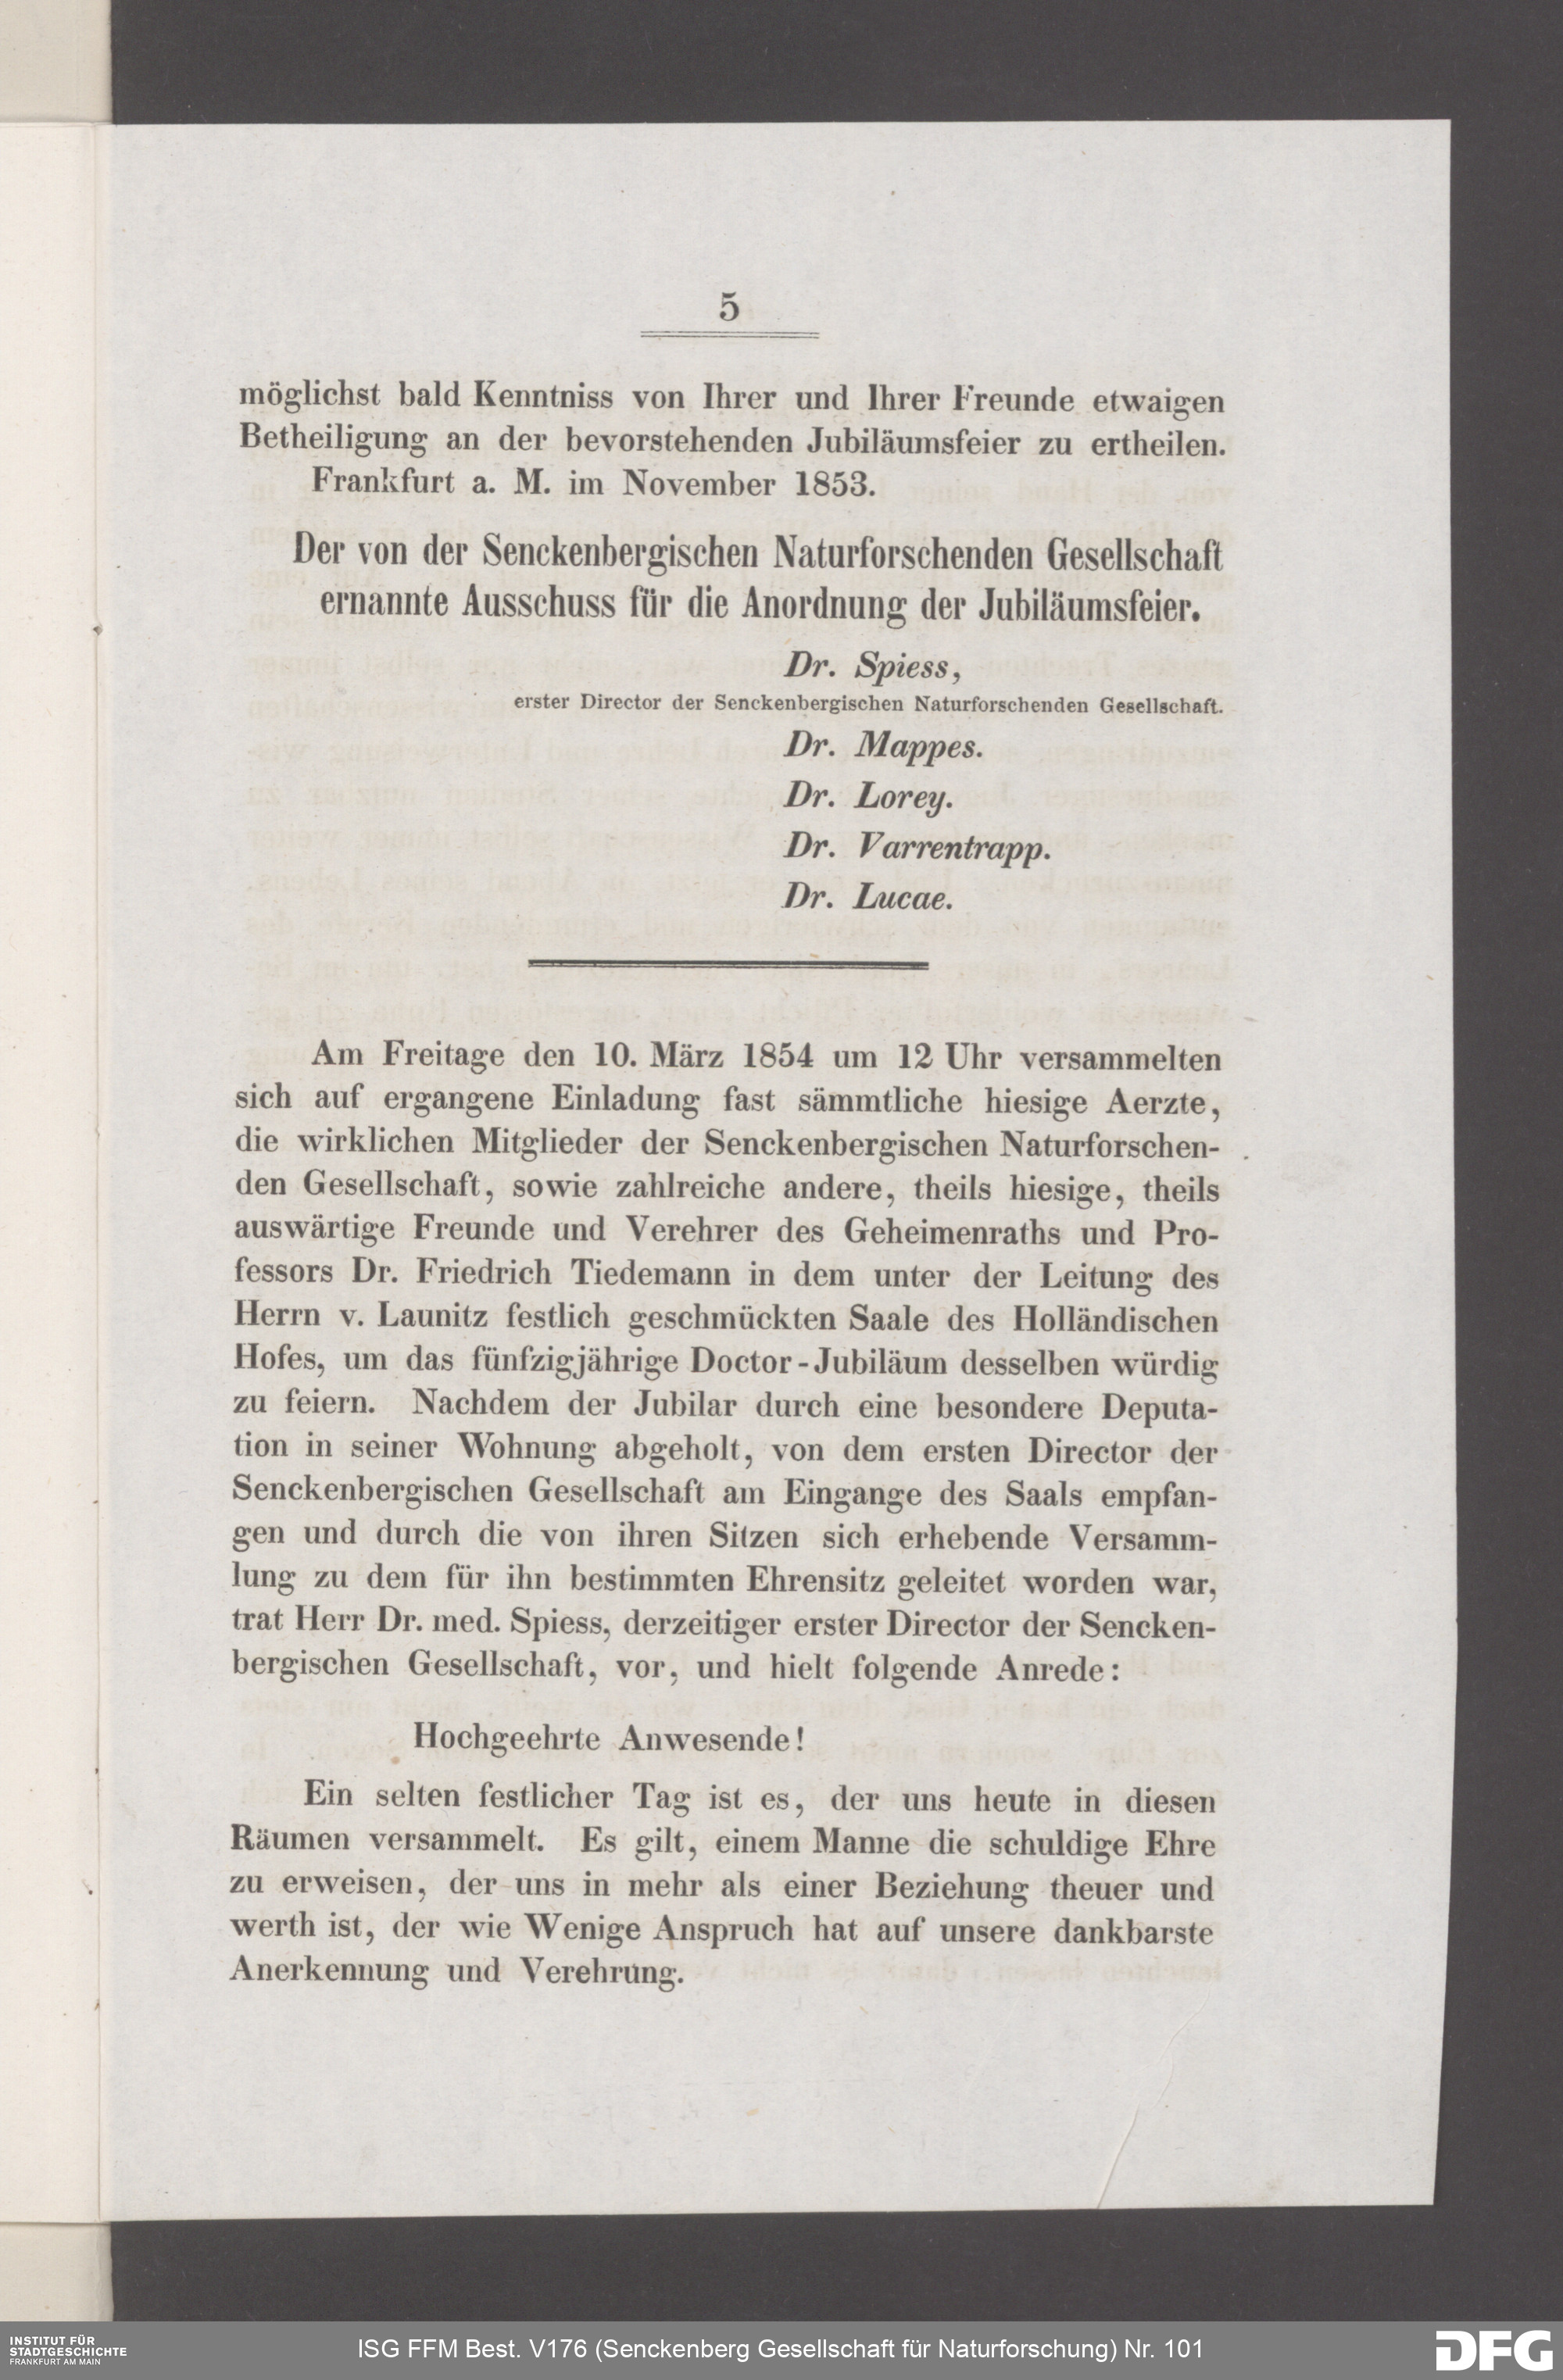 5
möglichst bald Kenntniss von Ihrer und Ihrer Freunde etwaigen
Betheiligung an der bevorstehenden Jubiläumsfeier zu ertheilen.
Frankfurt a. M. im November 1853.
Der von der Senckenbergischen Naturforschenden Gesellschaft
ernannte Ausschuss für die Anordnung der Jubiläumsfeier.
Dr. Spiess,
erster Director der Senckenbergischen Naturforschenden Gesellschaft.
Dr. Mappes.
Dr. Lorey.
Dr. Varrentrapp.
Dr. Lucae.
Am Freitage den 10. März 1854 um 12 Uhr versammelten
sich auf ergangene Einladung fast sämmtliche hiesige Aerzte,
die wirklichen Mitglieder der Senckenbergischen Naturforschen-
den Gesellschaft, sowie zahlreiche andere, theils hiesige, theils
auswärtige Freunde und Verehrer des Geheimenraths und Pro-
fessors Dr. Friedrich Tiedemann in dem unter der Leitung des
Herrn v. Launitz festlich geschmückten Saale des Holländischen
Hofes, um das fünfzigjährige Doctor-Jubiläum desselben würdig
zu feiern. Nachdem der Jubilar durch eine besondere Deputa-
tion in seiner Wohnung abgeholt, von dem ersten Director der
Senckenbergischen Gesellschaft am Eingange des Saals empfan-
gen und durch die von ihren Sitzen sich erhebende Versamm-
lung zu dem für ihn bestimmten Ehrensitz geleitet worden war,
trat Herr Dr. med. Spiess, derzeitiger erster Director der Sencken-
bergischen Gesellschaft, vor, und hielt folgende Anrede:
Hochgeehrte Anwesende!
Ein selten festlicher Tag ist es, der uns heute in diesen
Räumen versammelt. Es gilt, einem Manne die schuldige Ehre
zu erweisen, der uns in mehr als einer Beziehung theuer und
werth ist, der wie Wenige Anspruch hat auf unsere dankbarste
Anerkennung und Verehrung.
INSTITUT FÜR
STADTGESCHICHTE
FRANKFURT AM MAIN
ISG FFM Best. V176 (Senckenberg Gesellschaft für Naturforschung) Nr. 101
DFG